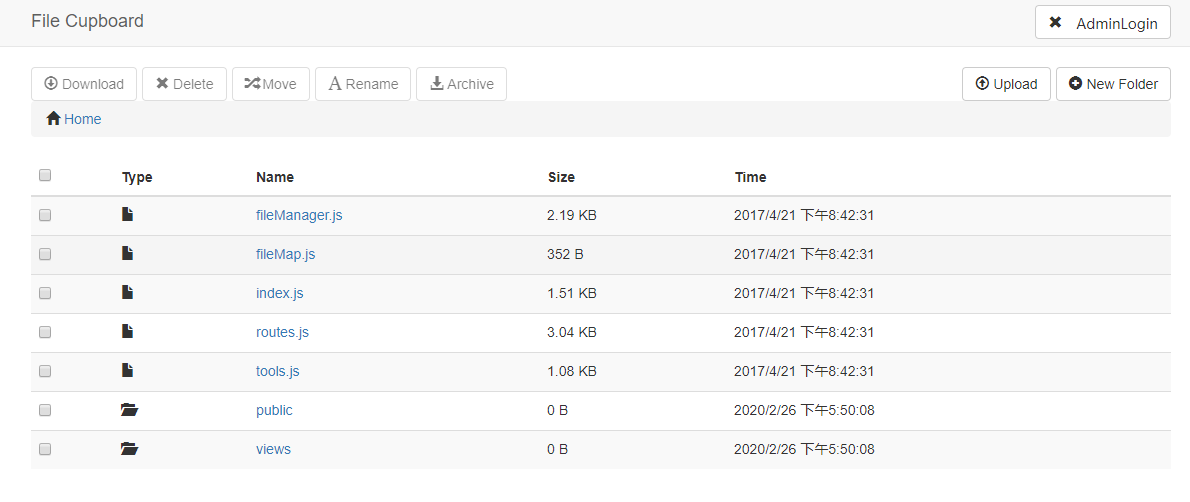 File Cupboard AdminLogin
Download Delete Move Rename Archive Upload New Folder
Home
Type Name Size Time
fileManager.js 2.19 KB 2017/4/21 下午8:42:31
fileMap.js 352 B 2017/4/21 下午8:42:31
index.js 1.51 KB 2017/4/21 下午8:42:31
routes.js 3.04 KB 2017/4/21 下午8:42:31
tools.js 1.08 KB 2017/4/21 下午8:42:31
public 0 B 2020/2/26 下午5:50:08
views 0 B 2020/2/26 下午5:50:08